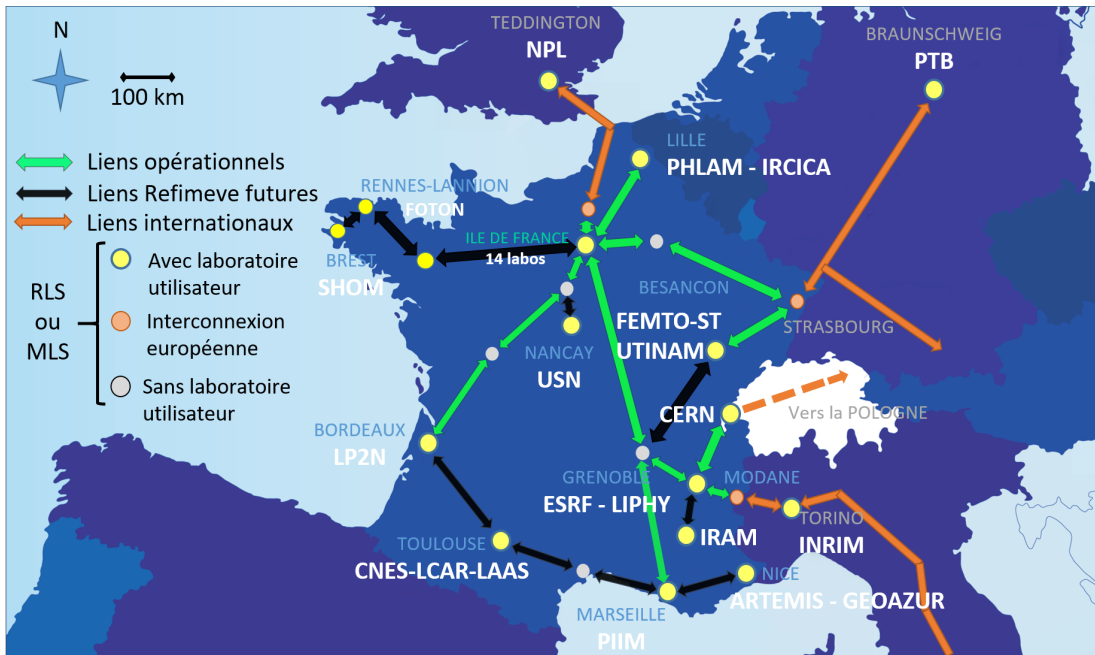 TEDDINGTON
NPL
BRAUNSCHWEIG
PTB
N
100 km
Liens opérationnels
Liens Refimeve futures
Liens internationaux
RLS
ou
MLS
Avec laboratoire
utilisateur
Interconnexion
européenne
Sans laboratoire
utilisateur
LILLE
PHLAM - IRCICA
RENNES-LANNION
FOTON
ILE DE FRANCE
14 labos
BREST
SHOM
BESANCON
FEMTO-ST
UTINAM
STRASBOURG
NANCAY
USN
CERN
Vers la POLOGNE
BORDEAUX
LP2N
GRENOBLE
ESRF - LIPHY
MODANE
TORINO
INRIM
IRAM
TOULOUSE
CNES-LCAR-LAAS
NICE
ARTEMIS - GEOAZUR
MARSEILLE
PIIM